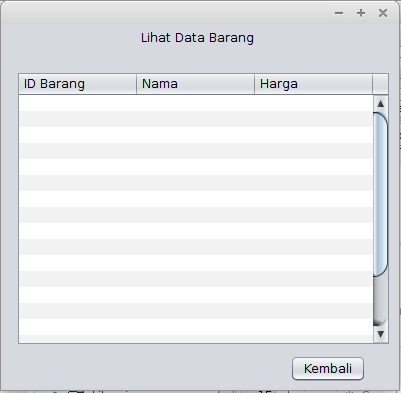 Lihat Data Barang
ID Barang Nama Harga
Kembali